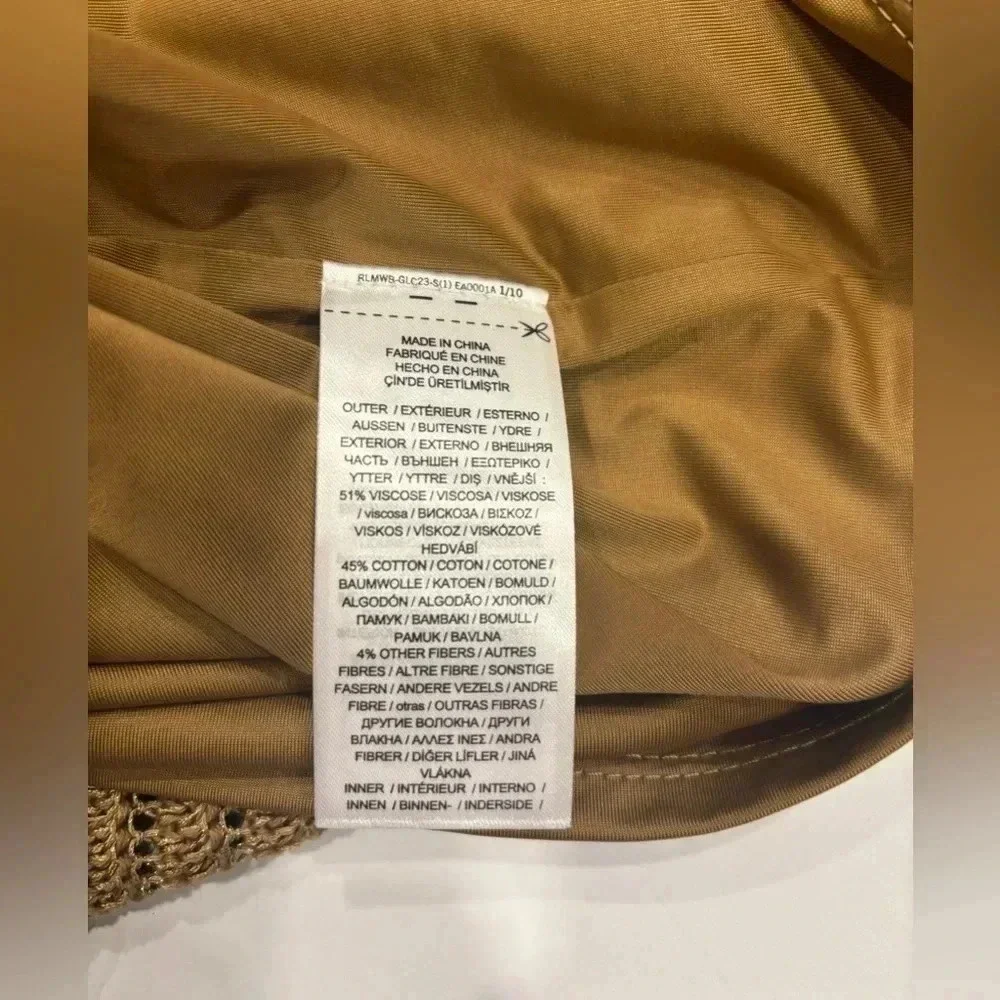 RLMWB-GLC23-S(1) EA0001A 1/10
MADE IN CHINA
FABRIQUÉ EN CHINE
HECHO EN CHINA
ÇİN'DE ÜRETİLMİŞTİR
OUTER / EXTÉRIEUR / ESTERNO /
AUSSEN / BUITENSTE / YDRE /
EXTERIOR / EXTERNO / ВНЕШНЯЯ
ЧАСТЬ / ВЪНШЕН / ΕΞΩΤΕΡΙΚΟ /
YTTER / YTTRE / DIŞ / VNĚJŠÍ :
51% VISCOSE / VISCOSA / VISKOSE
/ viscosa / ВИСКОЗА / ΒΙΣΚΟΖ /
VISKOS / VİSKOZ / VISKÓZOVÉ
HEDVÁBÍ
45% COTTON / COTON / COTONE /
BAUMWOLLE / KATOEN / BOMULD /
ALGODÓN / ALGODÃO / ХЛОПОК /
ПАМУК / ΒΑΜΒΑΚΙ / BOMULL /
PAMUK / BAVLNA
4% OTHER FIBERS / AUTRES
FIBRES / ALTRE FIBRE / SONSTIGE
FASERN / ANDERE VEZELS / ANDRE
FIBRE / otras / OUTRAS FIBRAS /
ДРУГИЕ ВОЛОКНА / ДРУГИ
ВЛАКНА / ΑΛΛΕΣ ΙΝΕΣ / ANDRA
FIBRER / DİĞER LİFLER / JINÁ
VLÁKNA
INNER / INTÉRIEUR / INTERNO /
INNEN / BINNEN- / INDERSIDE /